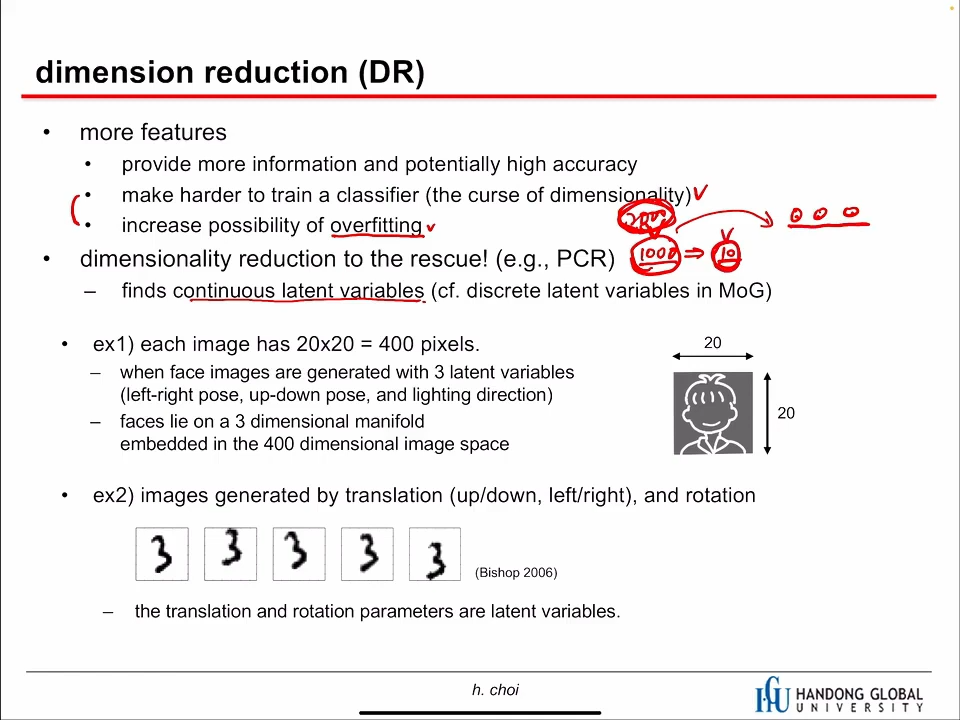 dimension reduction (DR)
• more features
• provide more information and potentially high accuracy
• make harder to train a classifier (the curse of dimensionality)
• increase possibility of overfitting
• dimensionality reduction to the rescue! (e.g., PCR)
1000 ⇒ 10
– finds continuous latent variables (cf. discrete latent variables in MoG)
• ex1) each image has 20x20 = 400 pixels.
– when face images are generated with 3 latent variables
(left-right pose, up-down pose, and lighting direction)
– faces lie on a 3 dimensional manifold
embedded in the 400 dimensional image space
20
20
• ex2) images generated by translation (up/down, left/right), and rotation
3 3 3 3 3
(Bishop 2006)
– the translation and rotation parameters are latent variables.
h. choi
HGU HANDONG GLOBAL
UNIVERSITY